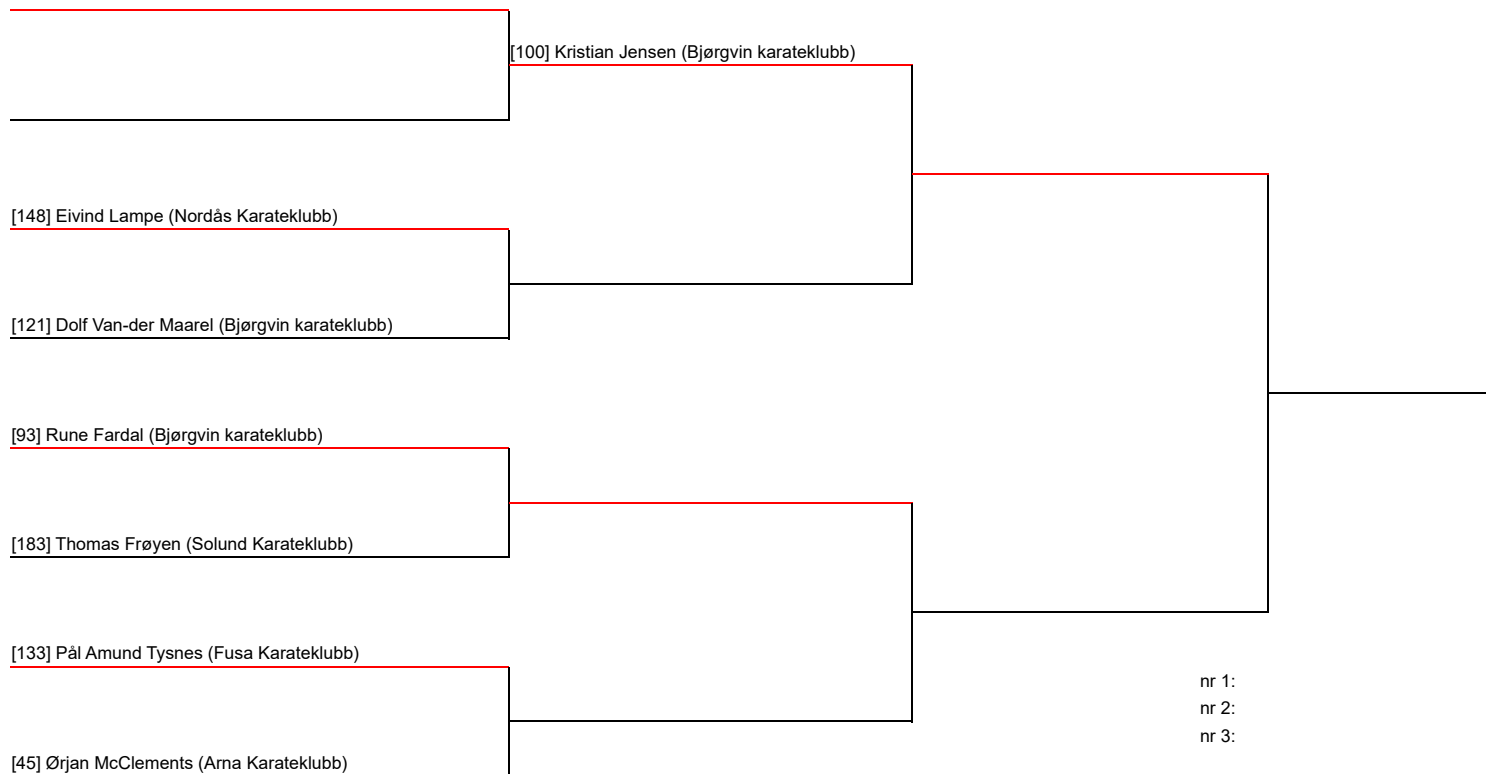 [100] Kristian Jensen (Bjørgvin karateklubb)
[148] Eivind Lampe (Nordås Karateklubb)
[121] Dolf Van-der Maarel (Bjørgvin karateklubb)
[93] Rune Fardal (Bjørgvin karateklubb)
[183] Thomas Frøyen (Solund Karateklubb)
[133] Pål Amund Tysnes (Fusa Karateklubb)
[45] Ørjan McClements (Arna Karateklubb)
nr 1:
nr 2:
nr 3: